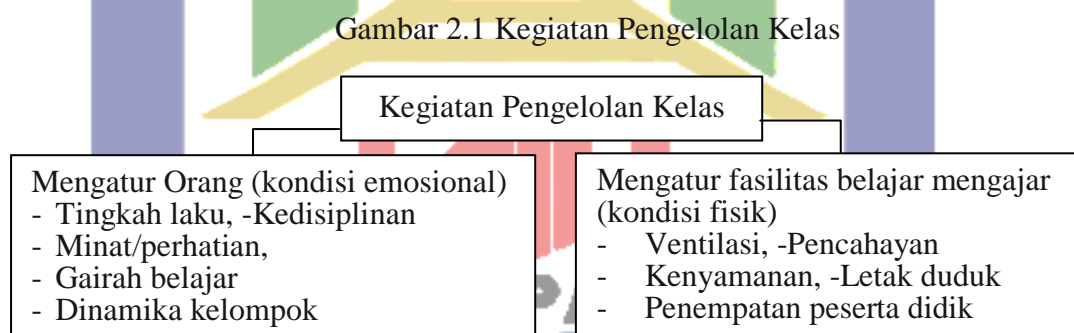 Gambar 2.1 Kegiatan Pengelolan Kelas
Kegiatan Pengelolan Kelas
Mengatur Orang (kondisi emosional)
- Tingkah laku, -Kedisiplinan
- Minat/perhatian,
- Gairah belajar
- Dinamika kelompok
Mengatur fasilitas belajar mengajar
(kondisi fisik)
- Ventilasi, -Pencahayan
- Kenyamanan, -Letak duduk
- Penempatan peserta didik